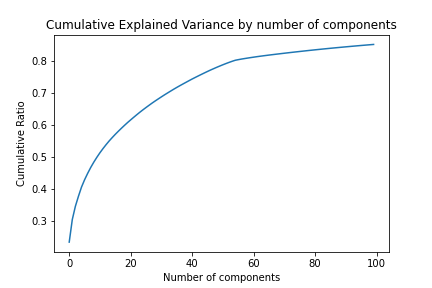 Cumulative Explained Variance by number of components
Cumulative Ratio
0.8
0.7
0.6
0.5
0.4
0.3
0 20 40 60 80 100
Number of components